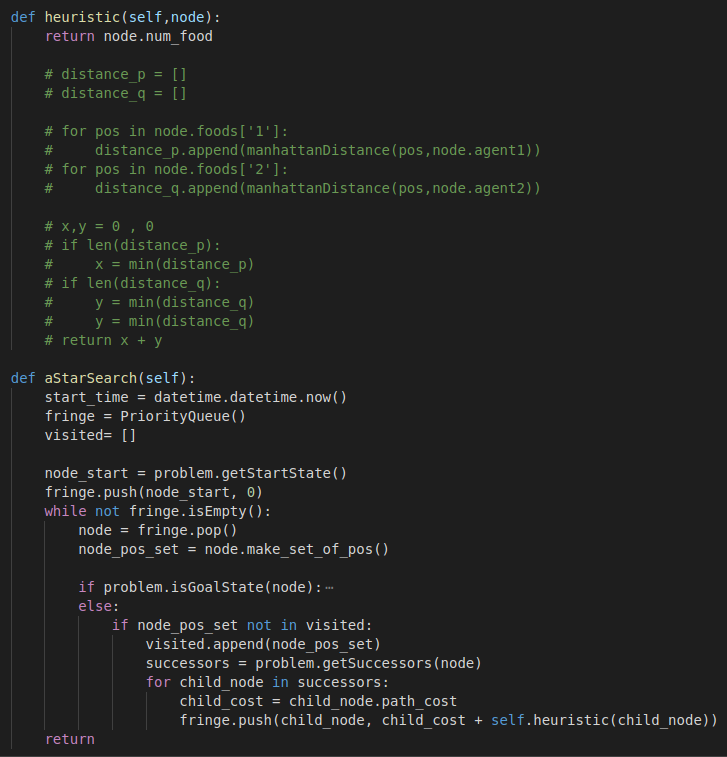 def heuristic(self,node):
    return node.num_food

    # distance_p = []
    # distance_q = []

    # for pos in node.foods['1']:
    #     distance_p.append(manhattanDistance(pos,node.agent1))
    # for pos in node.foods['2']:
    #     distance_q.append(manhattanDistance(pos,node.agent2))

    # x,y = 0 , 0
    # if len(distance_p):
    #     x = min(distance_p)
    # if len(distance_q):
    #     y = min(distance_q)
    #     y = min(distance_q)
    # return x + y

def aStarSearch(self):
    start_time = datetime.datetime.now()
    fringe = PriorityQueue()
    visited= []

    node_start = problem.getStartState()
    fringe.push(node_start, 0)
    while not fringe.isEmpty():
        node = fringe.pop()
        node_pos_set = node.make_set_of_pos()

        if problem.isGoalState(node):⋯
        else:
            if node_pos_set not in visited:
                visited.append(node_pos_set)
                successors = problem.getSuccessors(node)
                for child_node in successors:
                    child_cost = child_node.path_cost
                    fringe.push(child_node, child_cost + self.heuristic(child_node))
    return